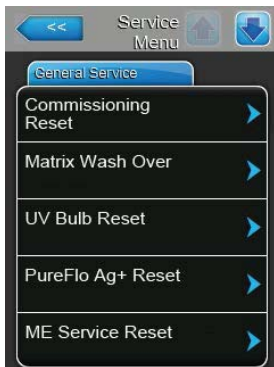 <<
Service
Menu
General Service
Commissioning
Reset
Matrix Wash Over
UV Bulb Reset
PureFlo Ag+ Reset
ME Service Reset